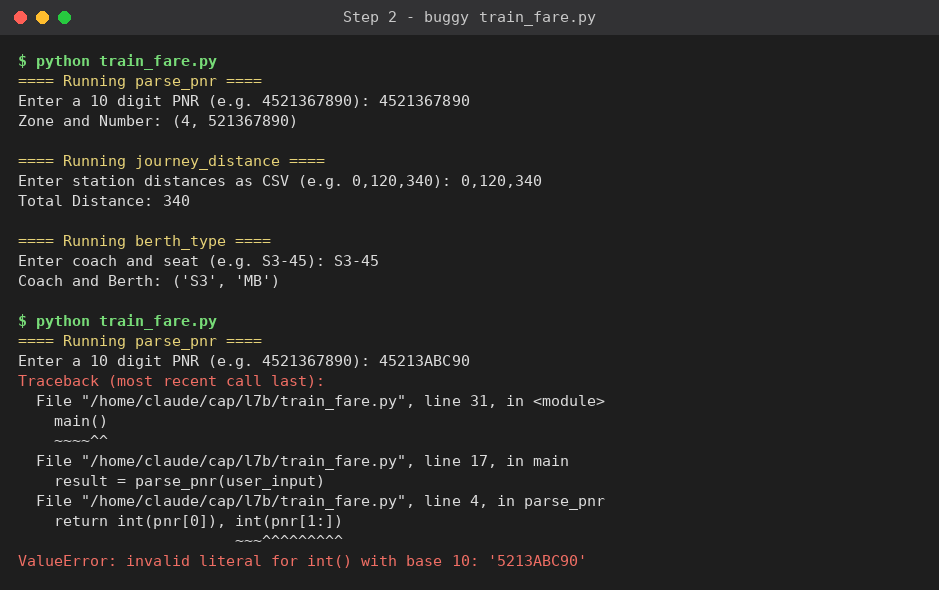 Step 2 - buggy train_fare.py
$ python train_fare.py
==== Running parse_pnr ====
Enter a 10 digit PNR (e.g. 4521367890): 4521367890
Zone and Number: (4, 521367890)
==== Running journey_distance ====
Enter station distances as CSV (e.g. 0,120,340): 0,120,340
Total Distance: 340
==== Running berth_type ====
Enter coach and seat (e.g. S3-45): S3-45
Coach and Berth: ('S3', 'MB')
$ python train_fare.py
==== Running parse_pnr ====
Enter a 10 digit PNR (e.g. 4521367890): 45213ABC90
Traceback (most recent call last):
  File "/home/claude/cap/l7b/train_fare.py", line 31, in <module>
    main()
    ~~~~^^
  File "/home/claude/cap/l7b/train_fare.py", line 17, in main
    result = parse_pnr(user_input)
  File "/home/claude/cap/l7b/train_fare.py", line 4, in parse_pnr
    return int(pnr[0]), int(pnr[1:])
                        ~~~^^^^^^^^^
ValueError: invalid literal for int() with base 10: '5213ABC90'